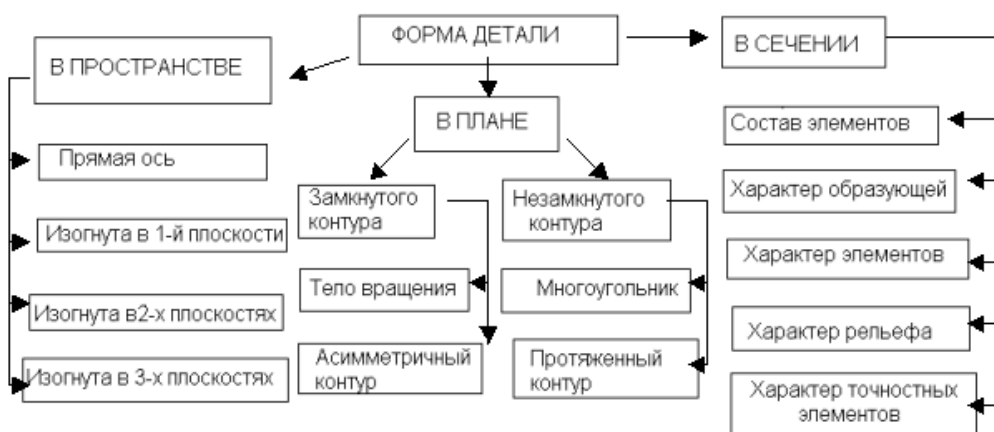 ФОРМА ДЕТАЛИ
В ПРОСТРАНСТВЕ
В СЕЧЕНИИ
В ПЛАНЕ
Прямая ось
Изогнута в 1-й плоскости
Изогнута в2-х плоскостях
Изогнута в 3-х плоскостях
Замкнутого
контура
Тело вращения
Асимметричный
контур
Незамкнутого
контура
Многоугольник
Протяженный
контур
Состав элементов
Характер образующей
Характер элементов
Характер рельефа
Характер точностных
элементов